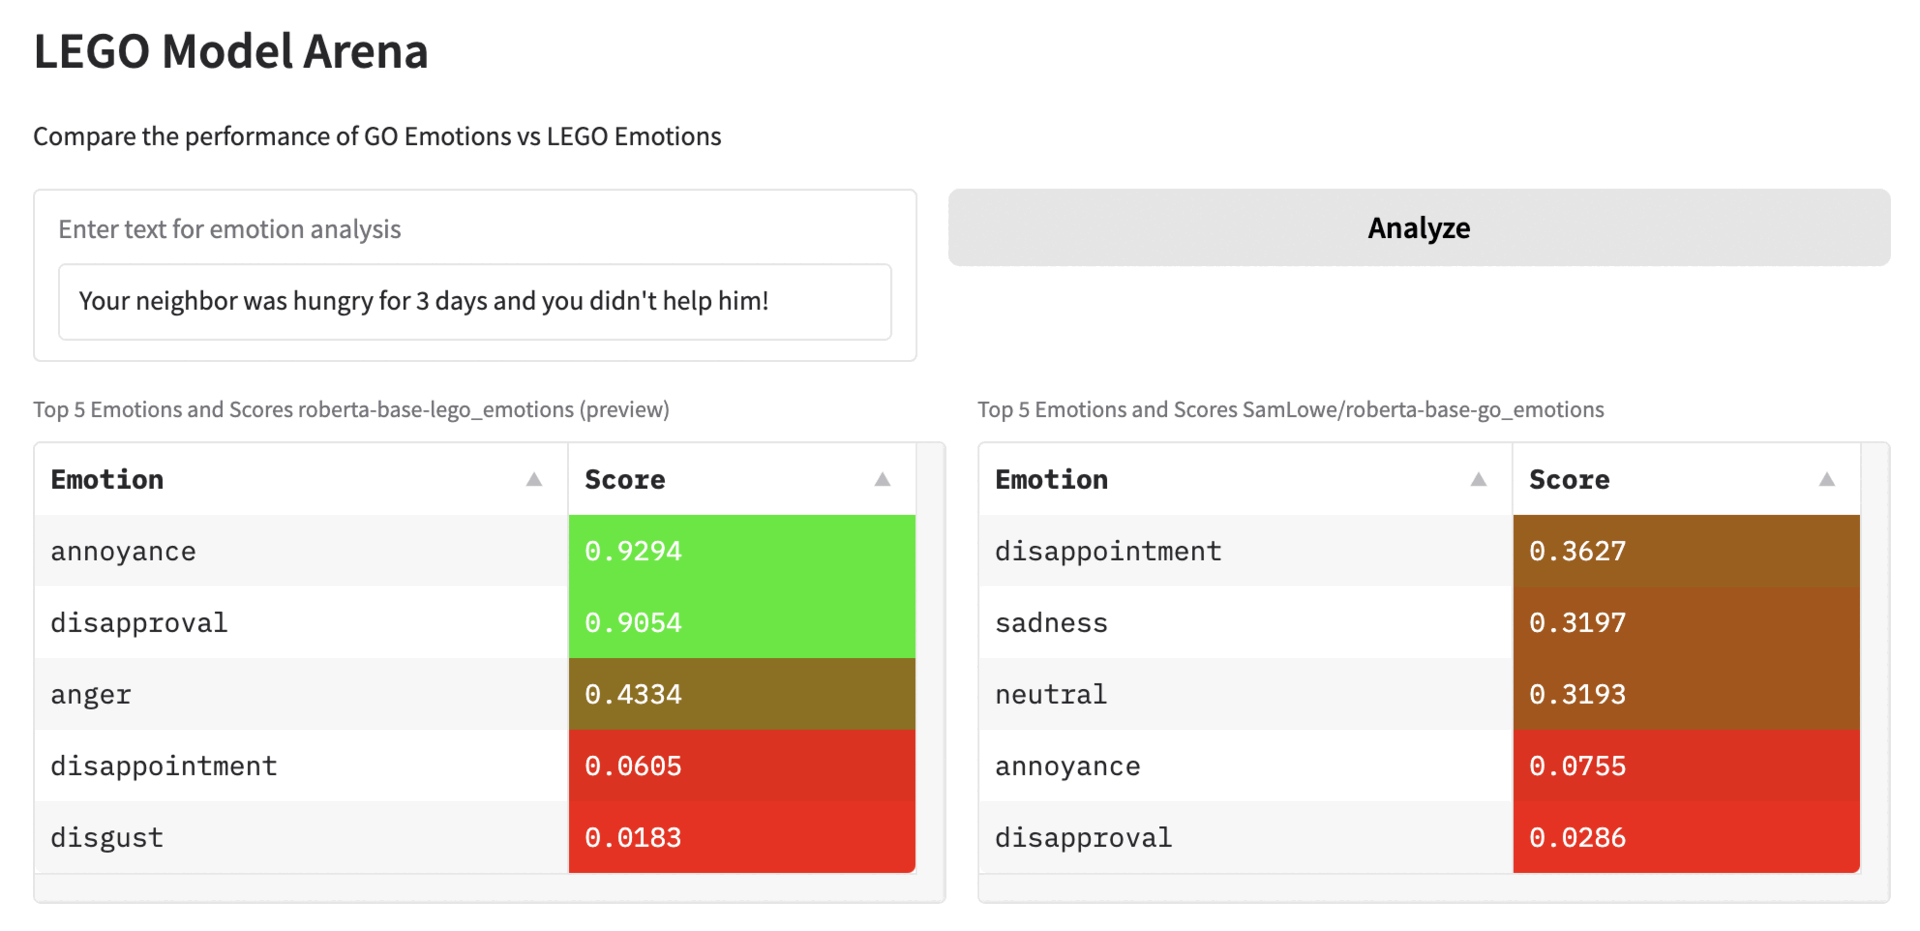 LEGO Model Arena
Compare the performance of GO Emotions vs LEGO Emotions
Enter text for emotion analysis
Your neighbor was hungry for 3 days and you didn't help him!
Analyze
Top 5 Emotions and Scores roberta-base-lego_emotions (preview)
Emotion Score
annoyance 0.9294
disapproval 0.9054
anger 0.4334
disappointment 0.0605
disgust 0.0183
Top 5 Emotions and Scores SamLowe/roberta-base-go_emotions
Emotion Score
disappointment 0.3627
sadness 0.3197
neutral 0.3193
annoyance 0.0755
disapproval 0.0286